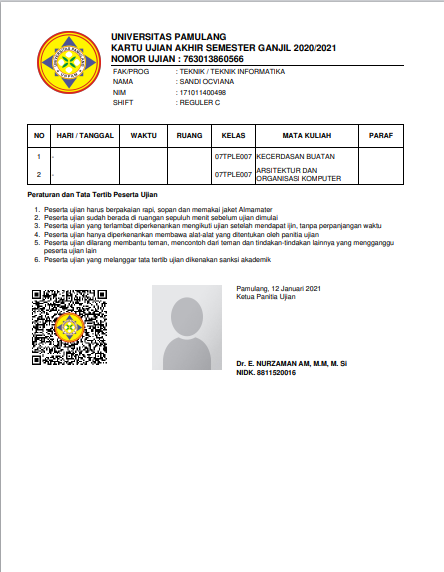 UNIVERSITAS PAMULANG
KARTU UJIAN AKHIR SEMESTER GANJIL 2020/2021
NOMOR UJIAN : 763013860566
FAK/PROG : TEKNIK / TEKNIK INFORMATIKA
NAMA : SANDI OCVIANA
NIM : 171011400498
SHIFT : REGULER C
NO HARI / TANGGAL WAKTU RUANG KELAS MATA KULIAH PARAF
1 - 07TPLE007 KECERDASAN BUATAN
2 - 07TPLE007 ARSITEKTUR DAN
ORGANISASI KOMPUTER
Peraturan dan Tata Tertib Peserta Ujian
1. Peserta ujian harus berpakaian rapi, sopan dan memakai jaket Almamater
2. Peserta ujian sudah berada di ruangan sepuluh menit sebelum ujian dimulai
3. Peserta ujian yang terlambat diperkenankan mengikuti ujian setelah mendapat ijin, tanpa perpanjangan waktu
4. Peserta ujian hanya diperkenankan membawa alat-alat yang ditentukan oleh panitia ujian
5. Peserta ujian dilarang membantu teman, mencontoh dari teman dan tindakan-tindakan lainnya yang mengganggu
peserta ujian lain
6. Peserta ujian yang melanggar tata tertib ujian dikenakan sanksi akademik
Pamulang, 12 Januari 2021
Ketua Panitia Ujian
Dr. E. NURZAMAN AM, M.M, M. Si
NIDK. 8811520016